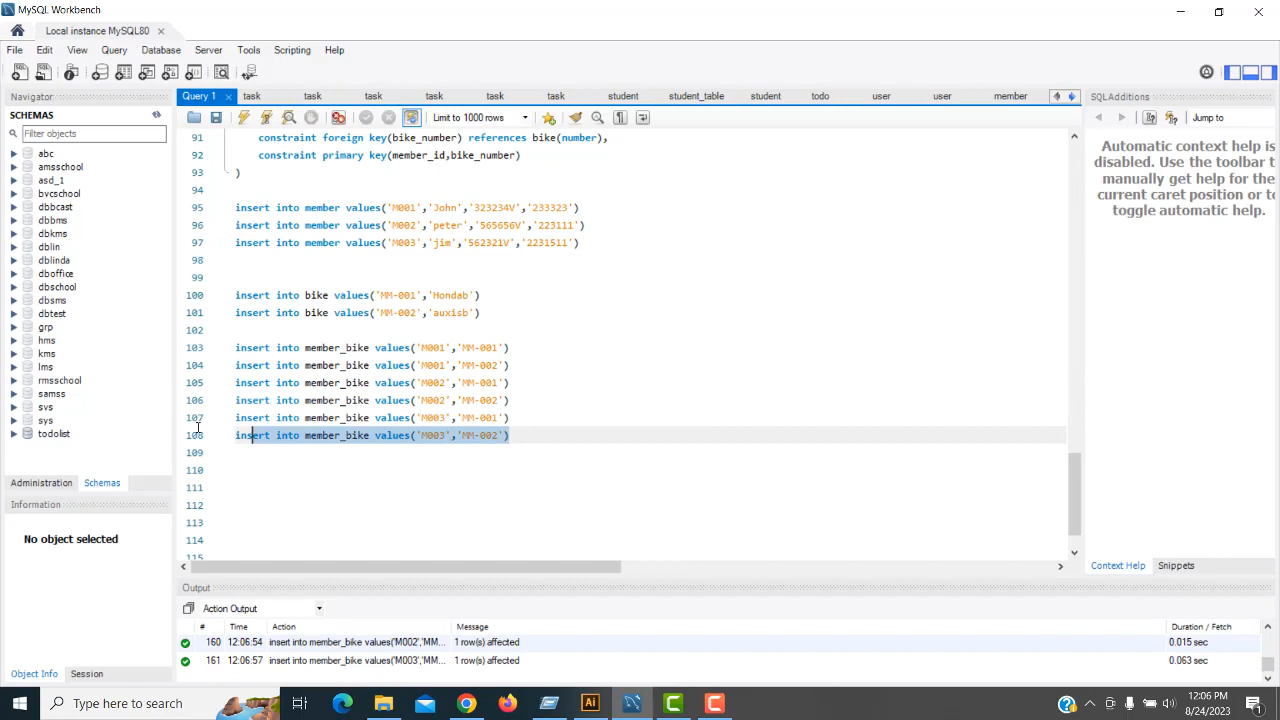 MySQL Workbench
Local instance MySQL80
File Edit View Query Database Server Tools Scripting Help
Navigator
SCHEMAS
Filter objects
abc
amsschool
asd_1
bvcschool
dbbcast
dbbms
dbkms
dblin
dblinda
dboffice
dbschool
dbsms
dbtest
grp
hms
kms
lms
rmsschool
samss
svs
sys
todolist
Administration Schemas
Information
No object selected
Object Info Session
Query 1 task task task task task task student student_table student todo user user member
Limit to 1000 rows
91 constraint foreign key(bike_number) references bike(number),
92 constraint primary key(member_id,bike_number)
93 )
94
95 insert into member values('M001','John','323234V','233323')
96 insert into member values('M002','peter','565656V','223111')
97 insert into member values('M003','jim','562321V','2231511')
98
99
100 insert into bike values('MM-001','Hondab')
101 insert into bike values('MM-002','auxisb')
102
103 insert into member_bike values('M001','MM-001')
104 insert into member_bike values('M001','MM-002')
105 insert into member_bike values('M002','MM-001')
106 insert into member_bike values('M002','MM-002')
107 insert into member_bike values('M003','MM-001')
108 insert into member_bike values('M003','MM-002')
109
110
111
112
113
114
115
SQLAdditions
Jump to
Automatic context help is
disabled. Use the toolbar t
manually get help for the
current caret position or to
toggle automatic help.
Context Help Snippets
Output
Action Output
# Time Action Message Duration / Fetch
160 12:06:54 insert into member_bike values('M002','MM... 1 row(s) affected 0.015 sec
161 12:06:57 insert into member_bike values('M003','MM... 1 row(s) affected 0.063 sec
Type here to search
Ai
12:06 PM
8/24/2023